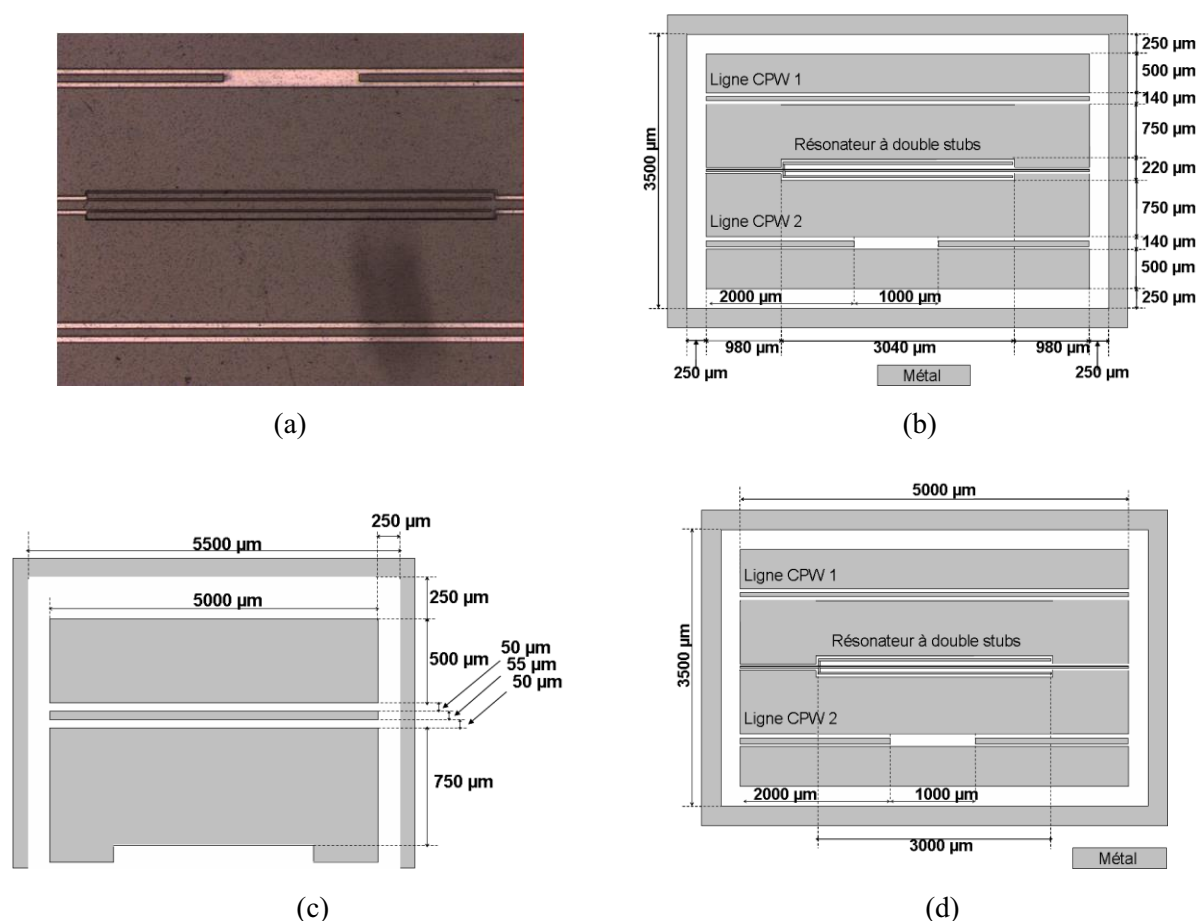 250 µm
500 µm
140 µm
750 µm
220 µm
750 µm
140 µm
500 µm
250 µm
3500 µm
Ligne CPW 1
Résonateur à double stubs
Ligne CPW 2
2000 µm
1000 µm
980 µm
3040 µm
980 µm
250 µm
250 µm
Métal
(a)
(b)
250 µm
5500 µm
250 µm
5000 µm
50 µm
500 µm
55 µm
50 µm
750 µm
5000 µm
3500 µm
Ligne CPW 1
Résonateur à double stubs
Ligne CPW 2
2000 µm
1000 µm
3000 µm
Métal
(c)
(d)